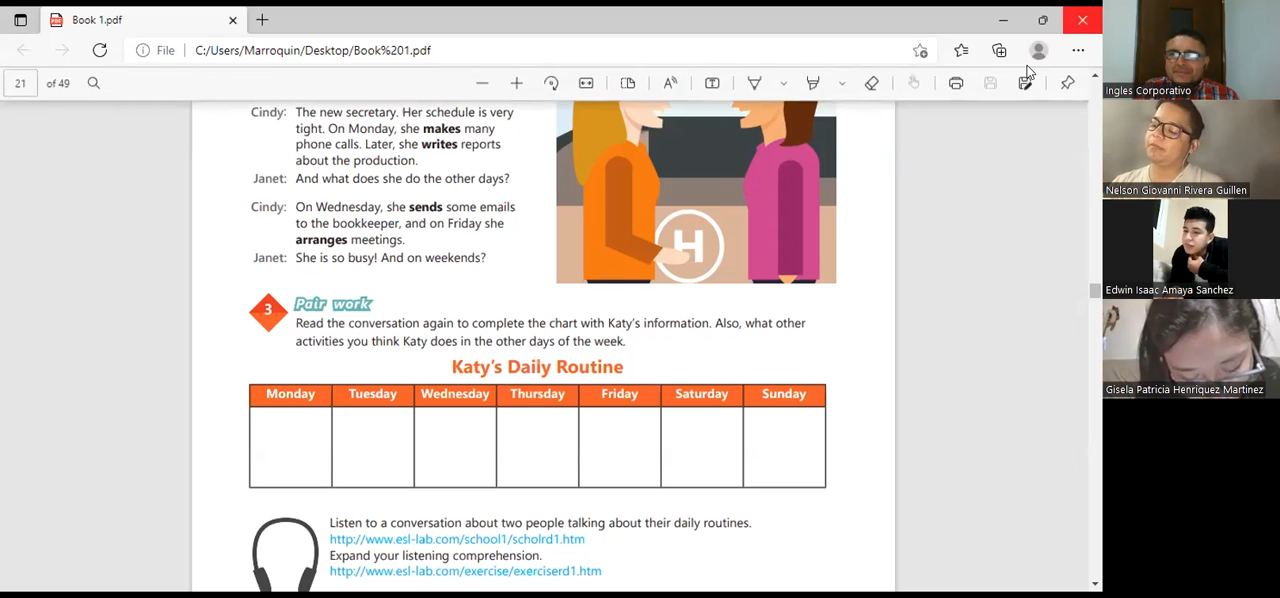 Book 1.pdf
File | C:/Users/Marroquin/Desktop/Book%201.pdf
21 of 49
Ingles Corporativo
Nelson Giovanni Rivera Guillen
Edwin Isaac Amaya Sanchez
Gisela Patricia Henriquez Martinez
Cindy: The new secretary. Her schedule is very
tight. On Monday, she makes many
phone calls. Later, she writes reports
about the production.
Janet: And what does she do the other days?
Cindy: On Wednesday, she sends some emails
to the bookkeeper, and on Friday she
arranges meetings.
Janet: She is so busy! And on weekends?
H
3 Pair work
Read the conversation again to complete the chart with Katy's information. Also, what other
activities you think Katy does in the other days of the week.
Katy's Daily Routine
Monday Tuesday Wednesday Thursday Friday Saturday Sunday
Listen to a conversation about two people talking about their daily routines.
http://www.esl-lab.com/school1/scholrd1.htm
Expand your listening comprehension.
http://www.esl-lab.com/exercise/exerciserd1.htm